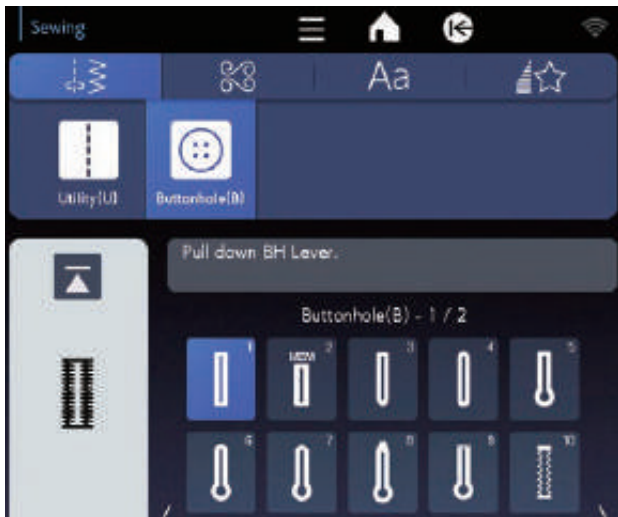 Sewing
Aa
Utility(U) Buttonhole(B)
Pull down BH Lever.
Buttonhole(B) - 1 / 2
1 MEM 2 3 4 5
6 7 8 9 10